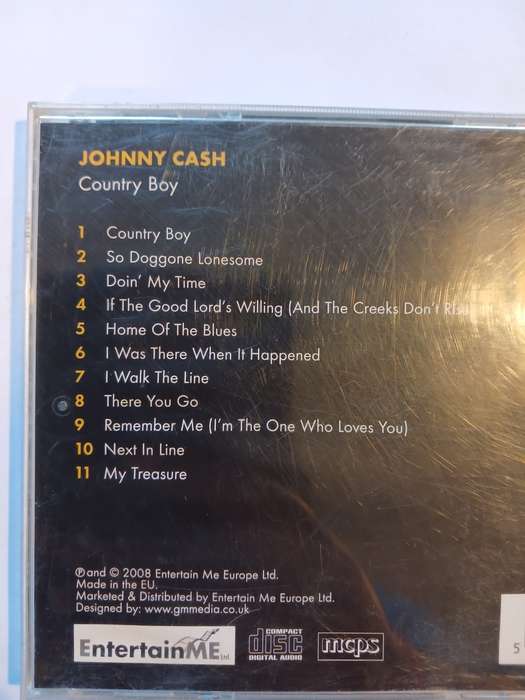 JOHNNY CASH
Country Boy
1 Country Boy
2 So Doggone Lonesome
3 Doin' My Time
4 If The Good Lord's Willing (And The Creeks Don't Rise
5 Home Of The Blues
6 I Was There When It Happened
7 I Walk The Line
8 There You Go
9 Remember Me (I'm The One Who Loves You)
10 Next In Line
11 My Treasure
℗ and © 2008 Entertain Me Europe Ltd.
Made in the EU.
Marketed & Distributed by Entertain Me Europe Ltd.
Designed by: www.gmmedia.co.uk
EntertainME Ltd
COMPACT disc DIGITAL AUDIO
mcps
5